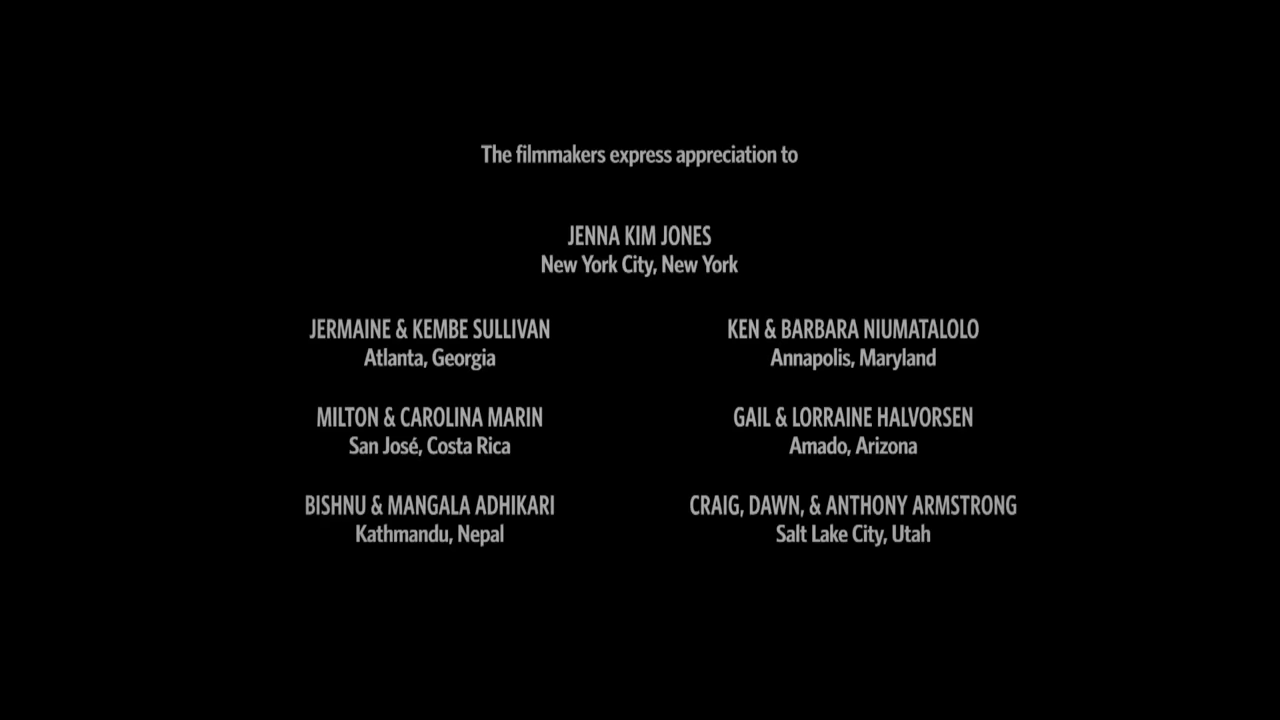 The filmmakers express appreciation to
JENNA KIM JONES
New York City, New York
JERMAINE & KEMBE SULLIVAN
Atlanta, Georgia
KEN & BARBARA NIUMATALOLO
Annapolis, Maryland
MILTON & CAROLINA MARIN
San José, Costa Rica
GAIL & LORRAINE HALVORSEN
Amado, Arizona
BISHNU & MANGALA ADHIKARI
Kathmandu, Nepal
CRAIG, DAWN, & ANTHONY ARMSTRONG
Salt Lake City, Utah